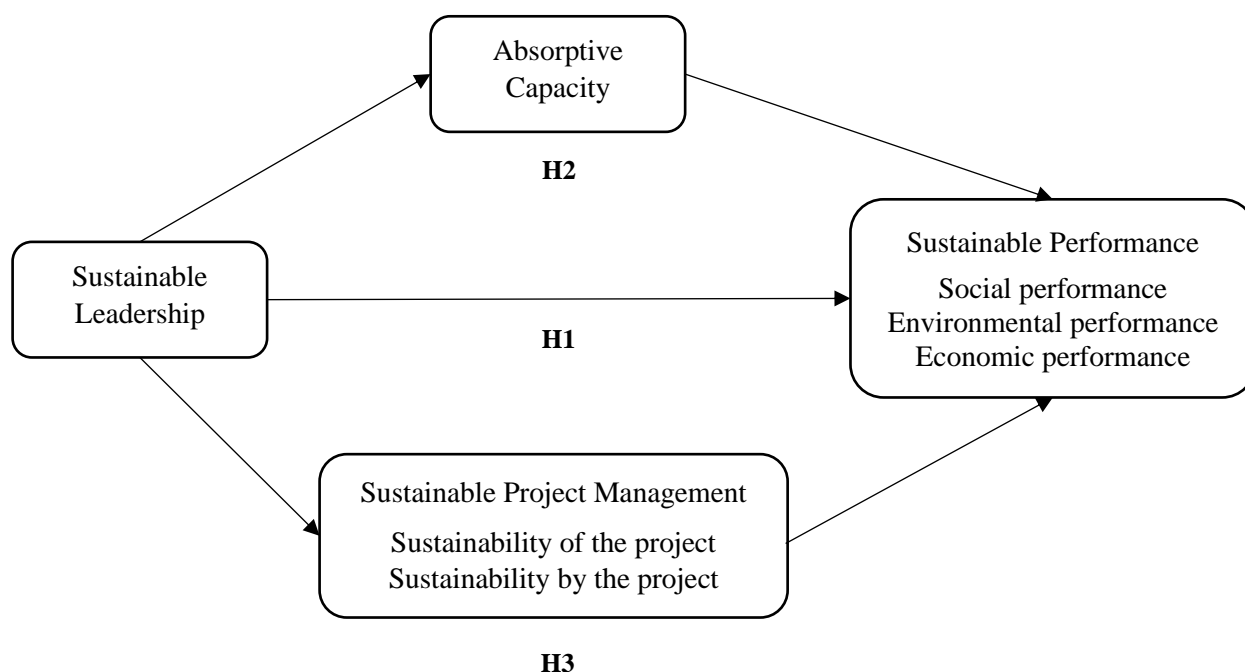 Absorptive
Capacity
H2
Sustainable
Leadership
H1
Sustainable Performance
Social performance
Environmental performance
Economic performance
Sustainable Project Management
Sustainability of the project
Sustainability by the project
H3